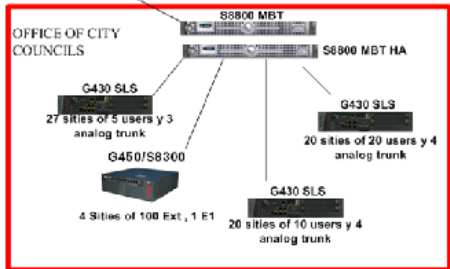 S8800 MBT
OFFICE OF CITY
COUNCILS
S8800 MBT HA
G430 SLS
27 sities of 5 users y 3
analog trunk
G430 SLS
20 sities of 20 users y 4
analog trunk
G450/S8300
4 Sities of 100 Ext , 1 E1
G430 SLS
20 sities of 10 users y 4
analog trunk